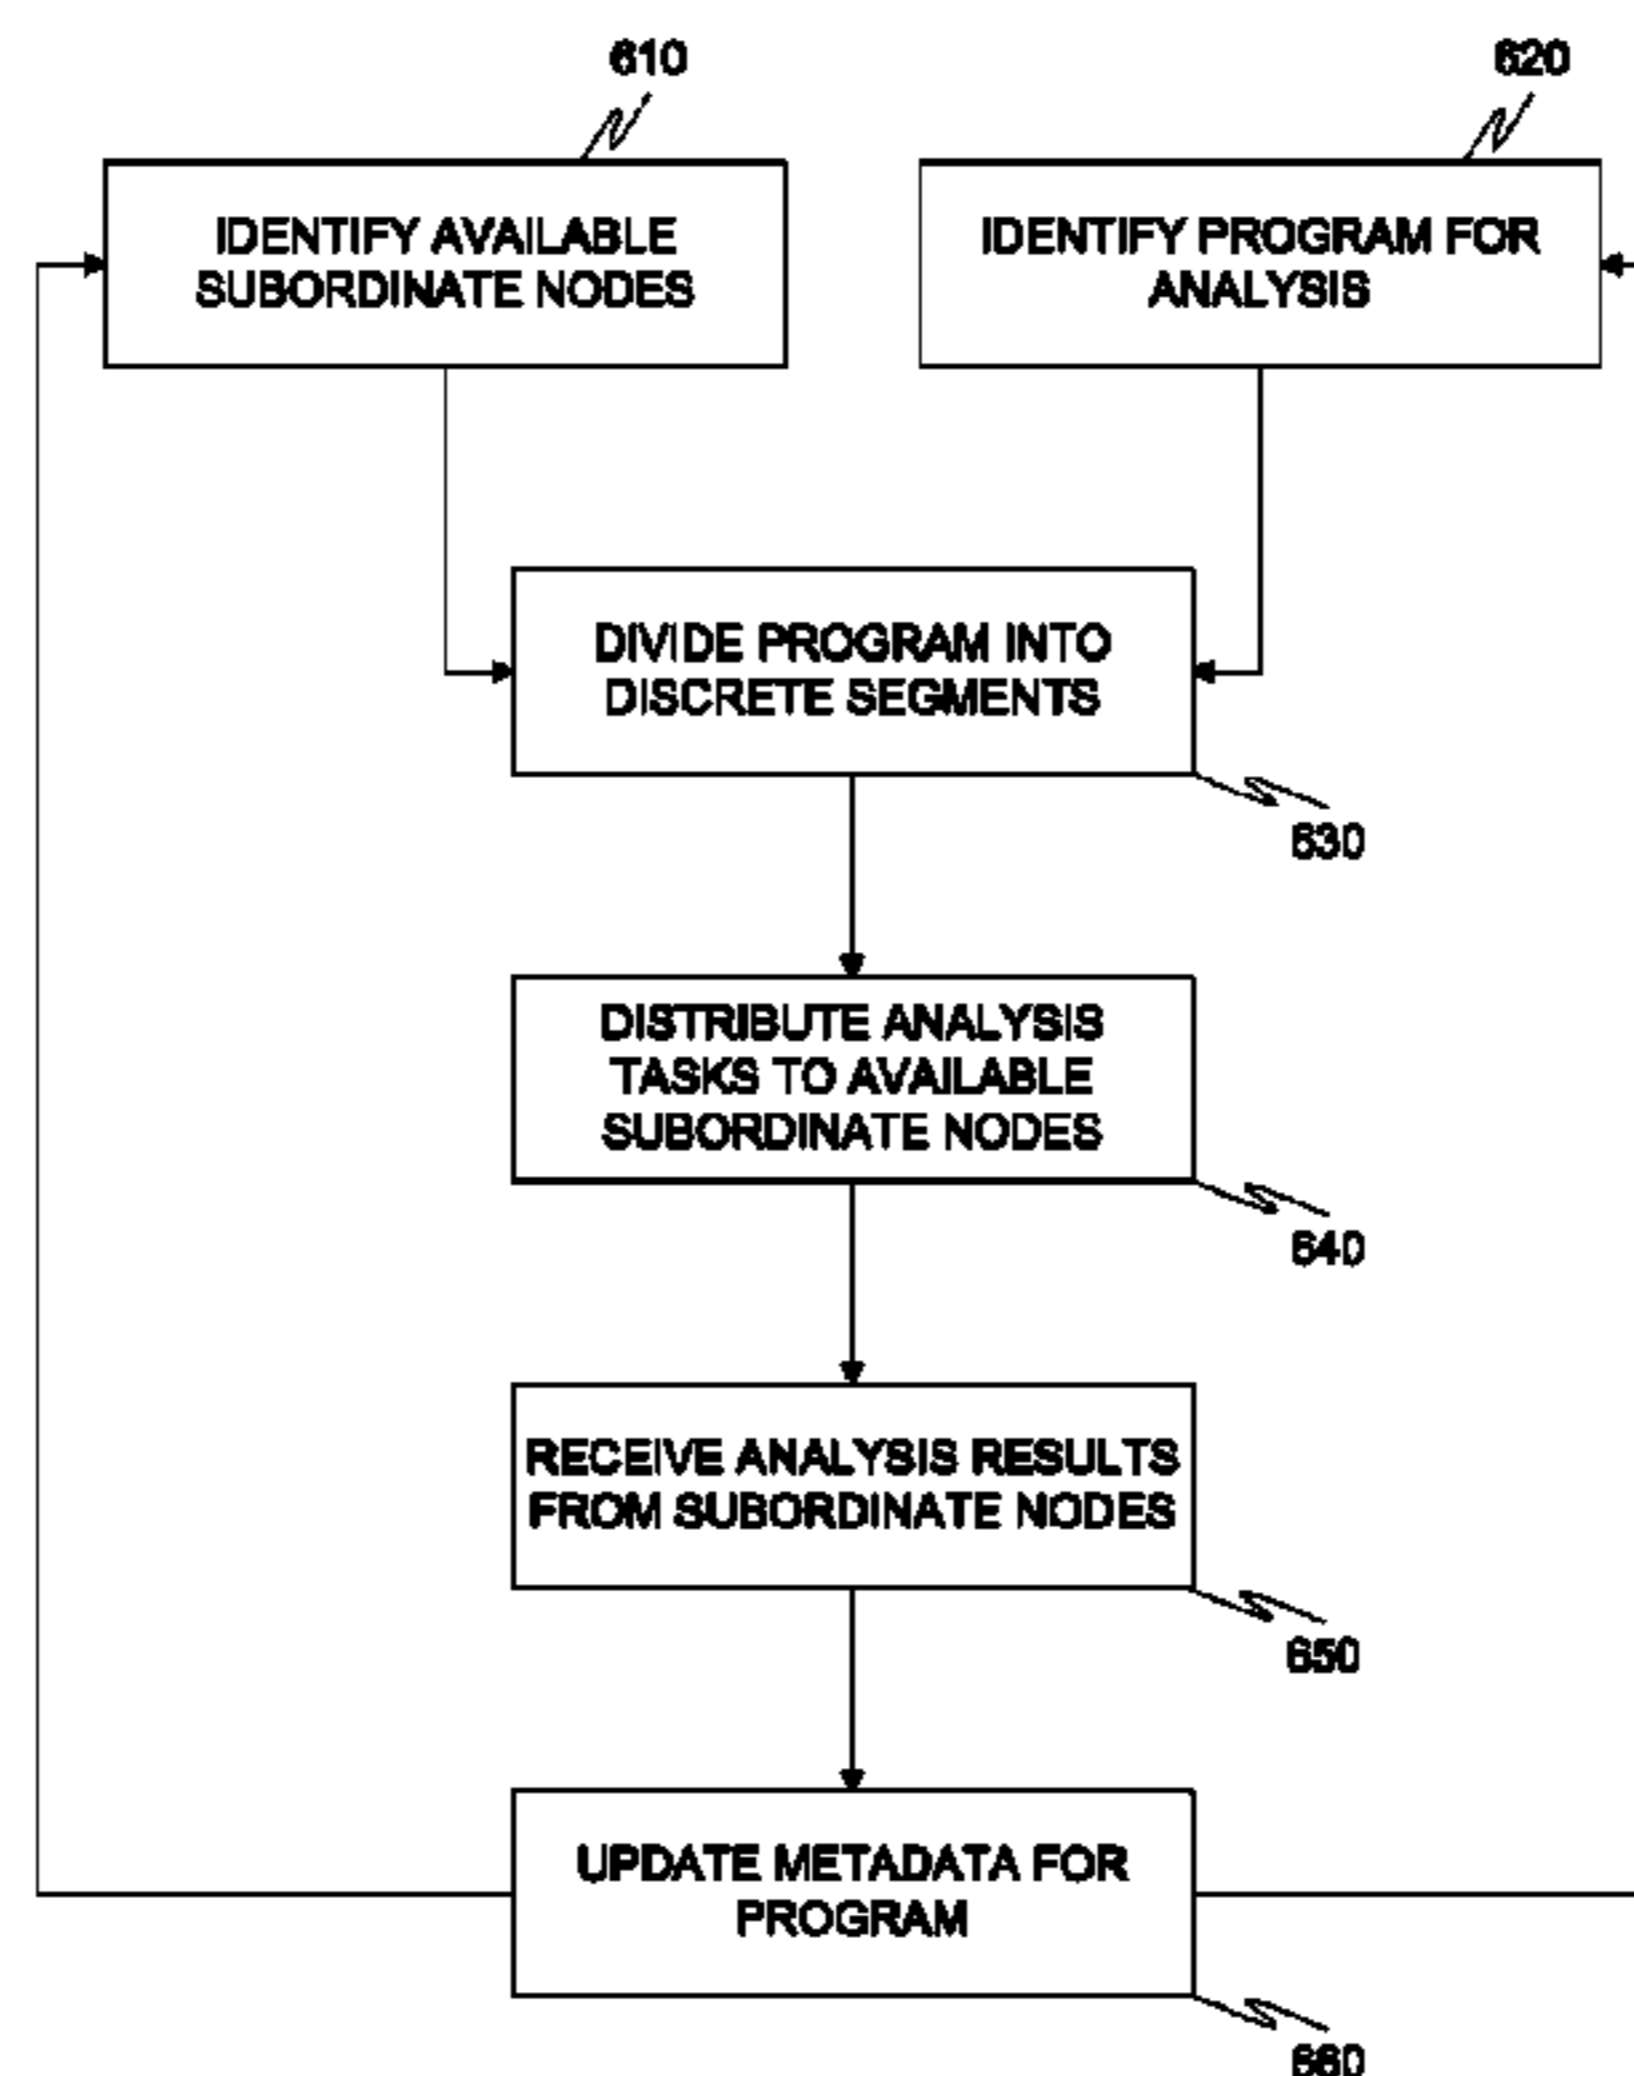 610
620
IDENTIFY AVAILABLE
SUBORDINATE NODES
IDENTIFY PROGRAM FOR
ANALYSIS
DIVIDE PROGRAM INTO
DISCRETE SEGMENTS
630
DISTRIBUTE ANALYSIS
TASKS TO AVAILABLE
SUBORDINATE NODES
640
RECEIVE ANALYSIS RESULTS
FROM SUBORDINATE NODES
650
UPDATE METADATA FOR
PROGRAM
660